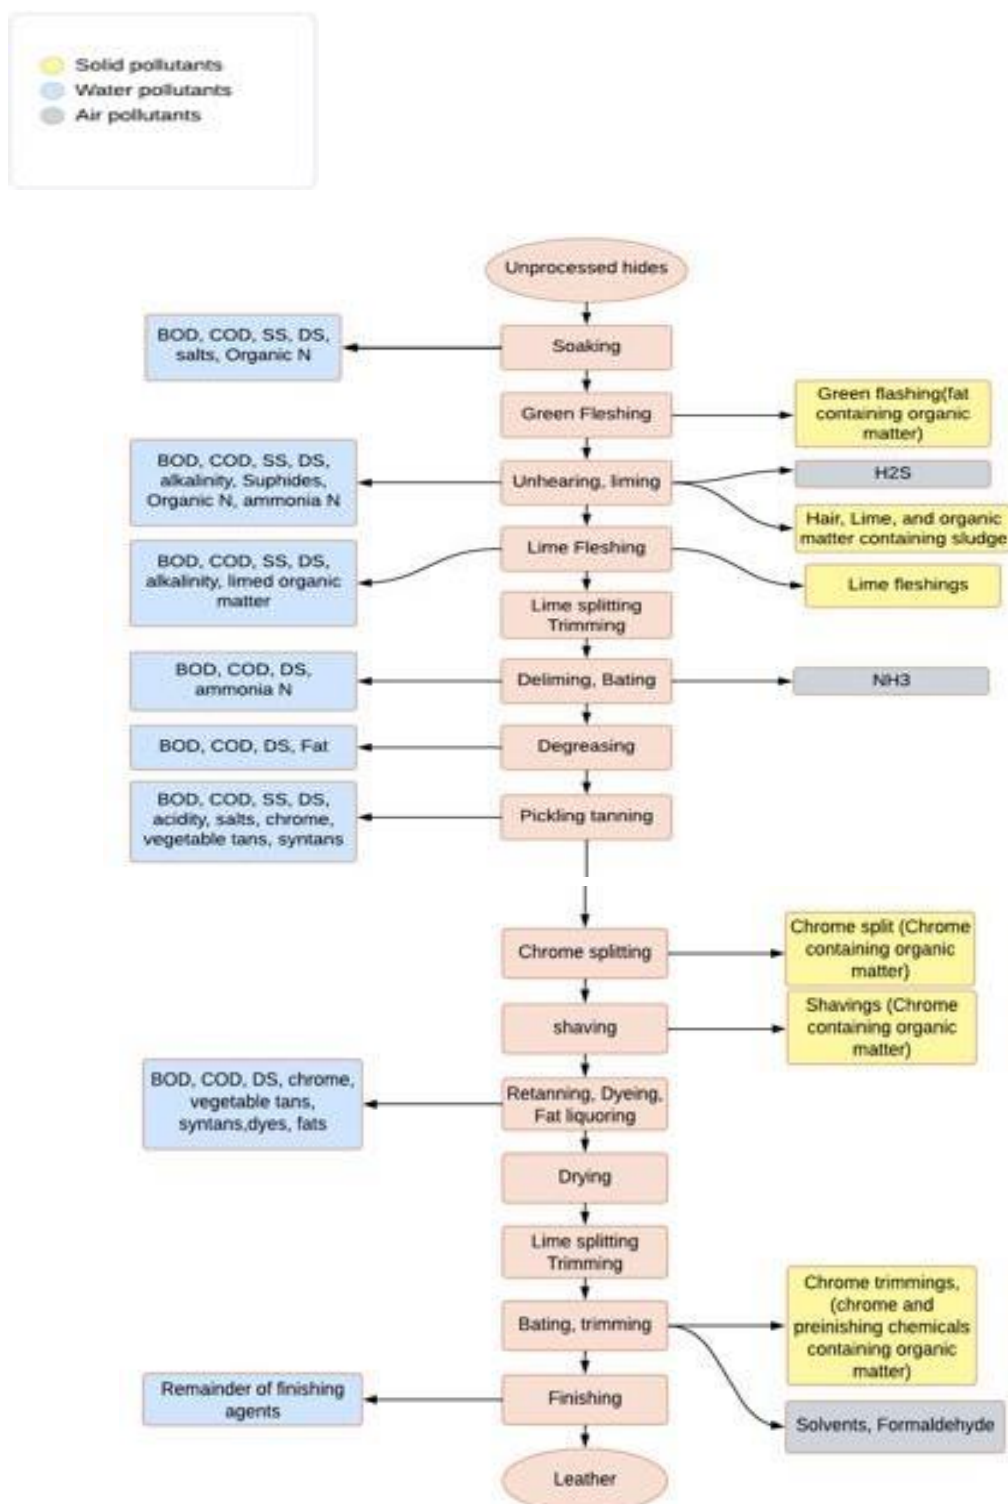 Solid pollutants
Water pollutants
Air pollutants
Unprocessed hides
BOD, COD, SS, DS,
salts, Organic N
Soaking
Green Fleshing
Green flashing(fat
containing organic
matter)
BOD, COD, SS, DS,
alkalinity, Suphides,
Organic N, ammonia N
Unhearing, liming
H2S
Hair, Lime, and organic
matter containing sludge
BOD, COD, SS, DS,
alkalinity, limed organic
matter
Lime Fleshing
Lime fleshings
Lime splitting
Trimming
BOD, COD, DS,
ammonia N
Deliming, Bating
NH3
BOD, COD, DS, Fat
Degreasing
BOD, COD, SS, DS,
acidity, salts, chrome,
vegetable tans, syntans
Pickling tanning
Chrome splitting
Chrome split (Chrome
containing organic
matter)
shaving
Shavings (Chrome
containing organic
matter)
BOD, COD, DS, chrome,
vegetable tans,
syntans,dyes, fats
Retanning, Dyeing,
Fat liquoring
Drying
Lime splitting
Trimming
Bating, trimming
Chrome trimmings,
(chrome and
preinishing chemicals
containing organic
matter)
Remainder of finishing
agents
Finishing
Solvents, Formaldehyde
Leather